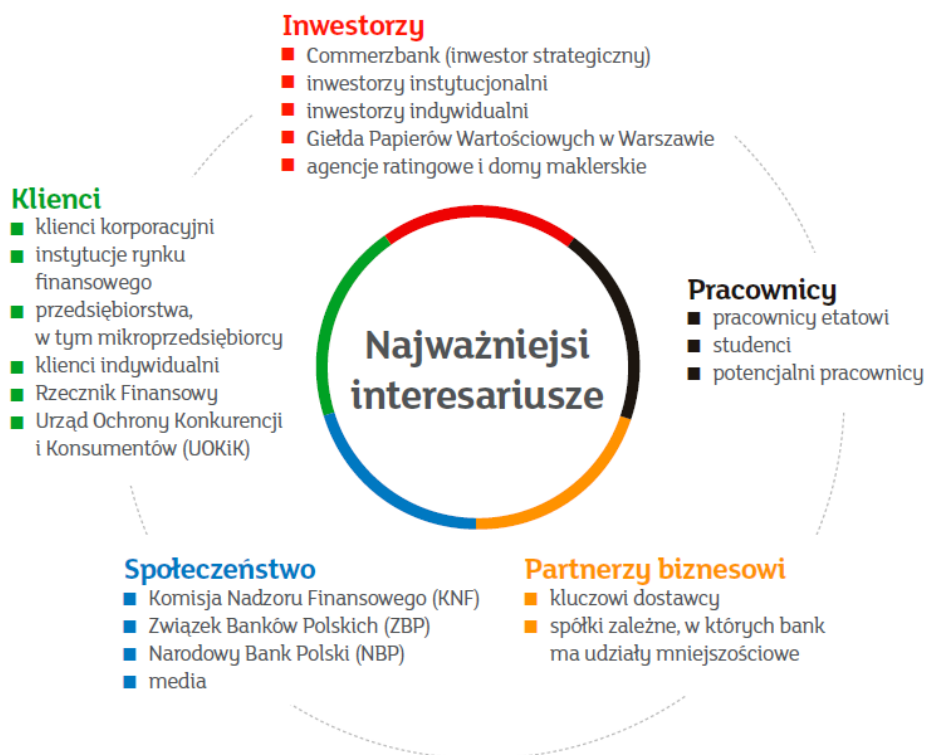 Inwestorzy
Commerzbank (inwestor strategiczny)
inwestorzy instytucjonalni
inwestorzy indywidualni
Giełda Papierów Wartościowych w Warszawie
agencje ratingowe i domy maklerskie
Klienci
klienci korporacyjni
instytucje rynku
finansowego
przedsiębiorstwa,
w tym mikroprzedsiębiorcy
klienci indywidualni
Rzecznik Finansowy
Urząd Ochrony Konkurencji
i Konsumentów (UOKiK)
Najważniejsi
interesariusze
Pracownicy
pracownicy etatowi
studenci
potencjalni pracownicy
Społeczeństwo
Komisja Nadzoru Finansowego (KNF)
Związek Banków Polskich (ZBP)
Narodowy Bank Polski (NBP)
media
Partnerzy biznesowi
kluczowi dostawcy
spółki zależne, w których bank
ma udziały mniejszościowe